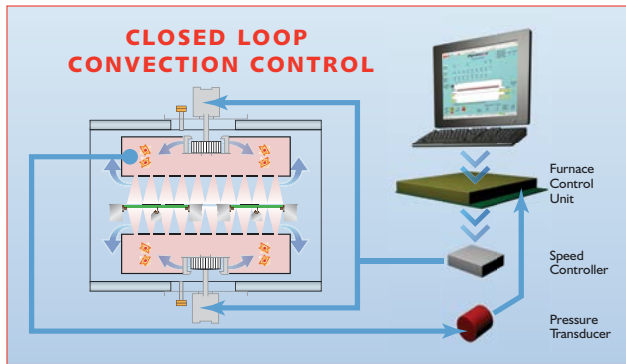 CLOSED LOOP
CONVECTION CONTROL
Furnace
Control
Unit
Speed
Controller
Pressure
Transducer